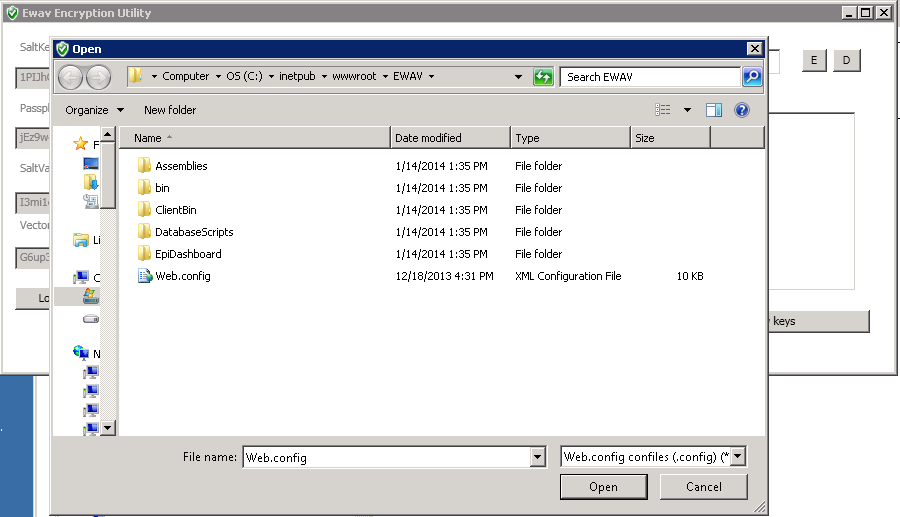 Ewav Encryption Utility
SaltKe
1PIJh
Passph
jEz9w
SaltVa
I3mi1
Vector
G6up3
Lo
E
D
keys
Open
Computer OS (C:) inetpub wwwroot EWAV
Search EWAV
Organize New folder
F
Li
C
N
Name Date modified Type Size
Assemblies 1/14/2014 1:35 PM File folder
bin 1/14/2014 1:35 PM File folder
ClientBin 1/14/2014 1:35 PM File folder
DatabaseScripts 1/14/2014 1:35 PM File folder
EpiDashboard 1/14/2014 1:35 PM File folder
Web.config 12/18/2013 4:31 PM XML Configuration File 10 KB
File name: Web.config Web.config confiles (.config) (*
Open Cancel